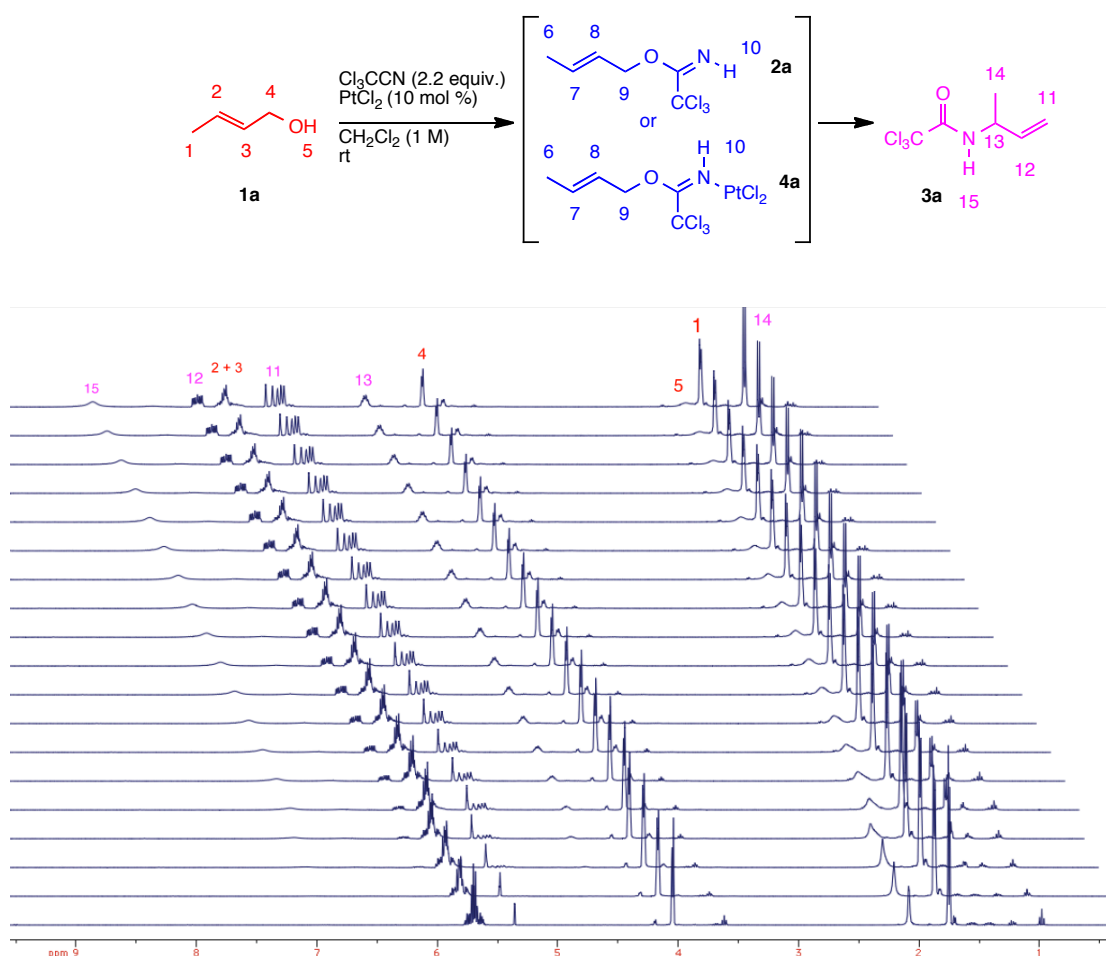 Cl3CCN (2.2 equiv.)
PtCl2 (10 mol %)
CH2Cl2 (1 M)
rt
2
4
OH
1
3
5
1a
6
8
O
N
10
H
2a
7
9
CCl3
or
H
6
8
10
O
N
4a
PtCl2
7
9
CCl3
14
O
11
Cl3C
N
13
H
12
3a
15
1
14
4
2 + 3
12
11
13
5
15
ppm 9
8
7
6
5
4
3
2
1